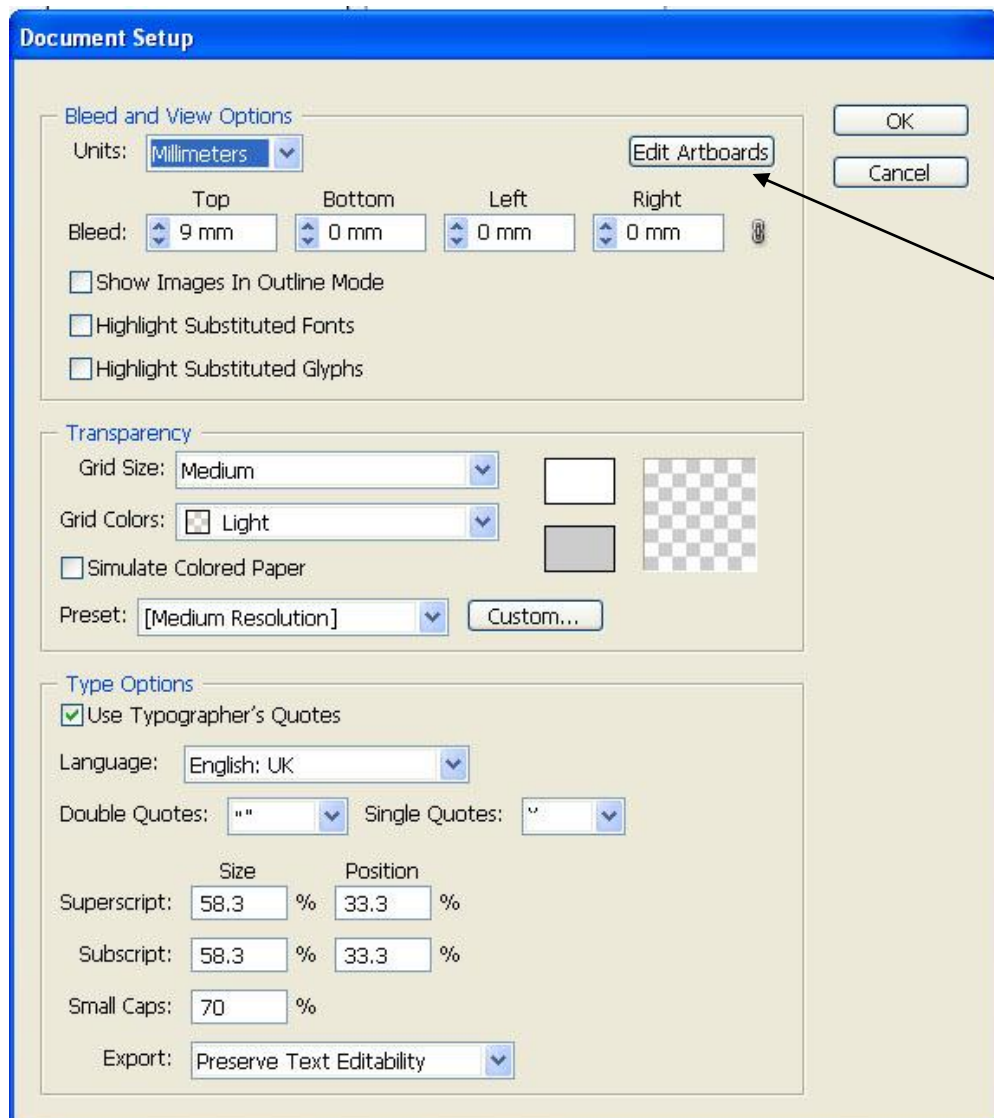 Document Setup
Bleed and View Options
OK
Units: Millimeters Edit Artboards
Cancel
Top Bottom Left Right
Bleed: 9 mm 0 mm 0 mm 0 mm
Show Images In Outline Mode
Highlight Substituted Fonts
Highlight Substituted Glyphs
Transparency
Grid Size: Medium
Grid Colors: Light
Simulate Colored Paper
Preset: [Medium Resolution] Custom...
Type Options
Use Typographer's Quotes
Language: English: UK
Double Quotes: "" Single Quotes:
Size Position
Superscript: 58.3 % 33.3 %
Subscript: 58.3 % 33.3 %
Small Caps: 70 %
Export: Preserve Text Editability